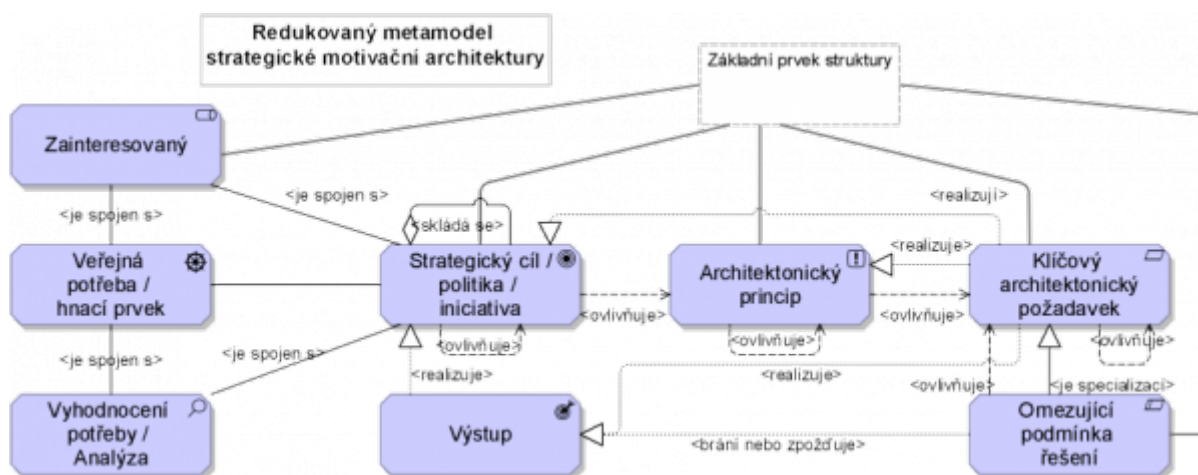 Redukovaný metamodel
strategické motivační architektury
Základní prvek struktury
Zainteresovaný
<je spojen s>
<je spojen s>
<skládá se>
<realizují>
<realizuje>
Veřejná
potřeba /
hnací prvek
Strategický cíl /
politika /
iniciativa
Architektonický
princip
Klíčový
architektonický
požadavek
<ovlivňuje>
<ovlivňuje>
<ovlivňuje>
<ovlivňuje>
<ovlivňuje>
<je spojen s>
<je spojen s>
<realizuje>
<realizuje>
<ovlivňuje>
<je specializací>
Vyhodnocení
potřeby /
Analýza
Výstup
<brání nebo zpožďuje>
Omezující
podmínka
řešení